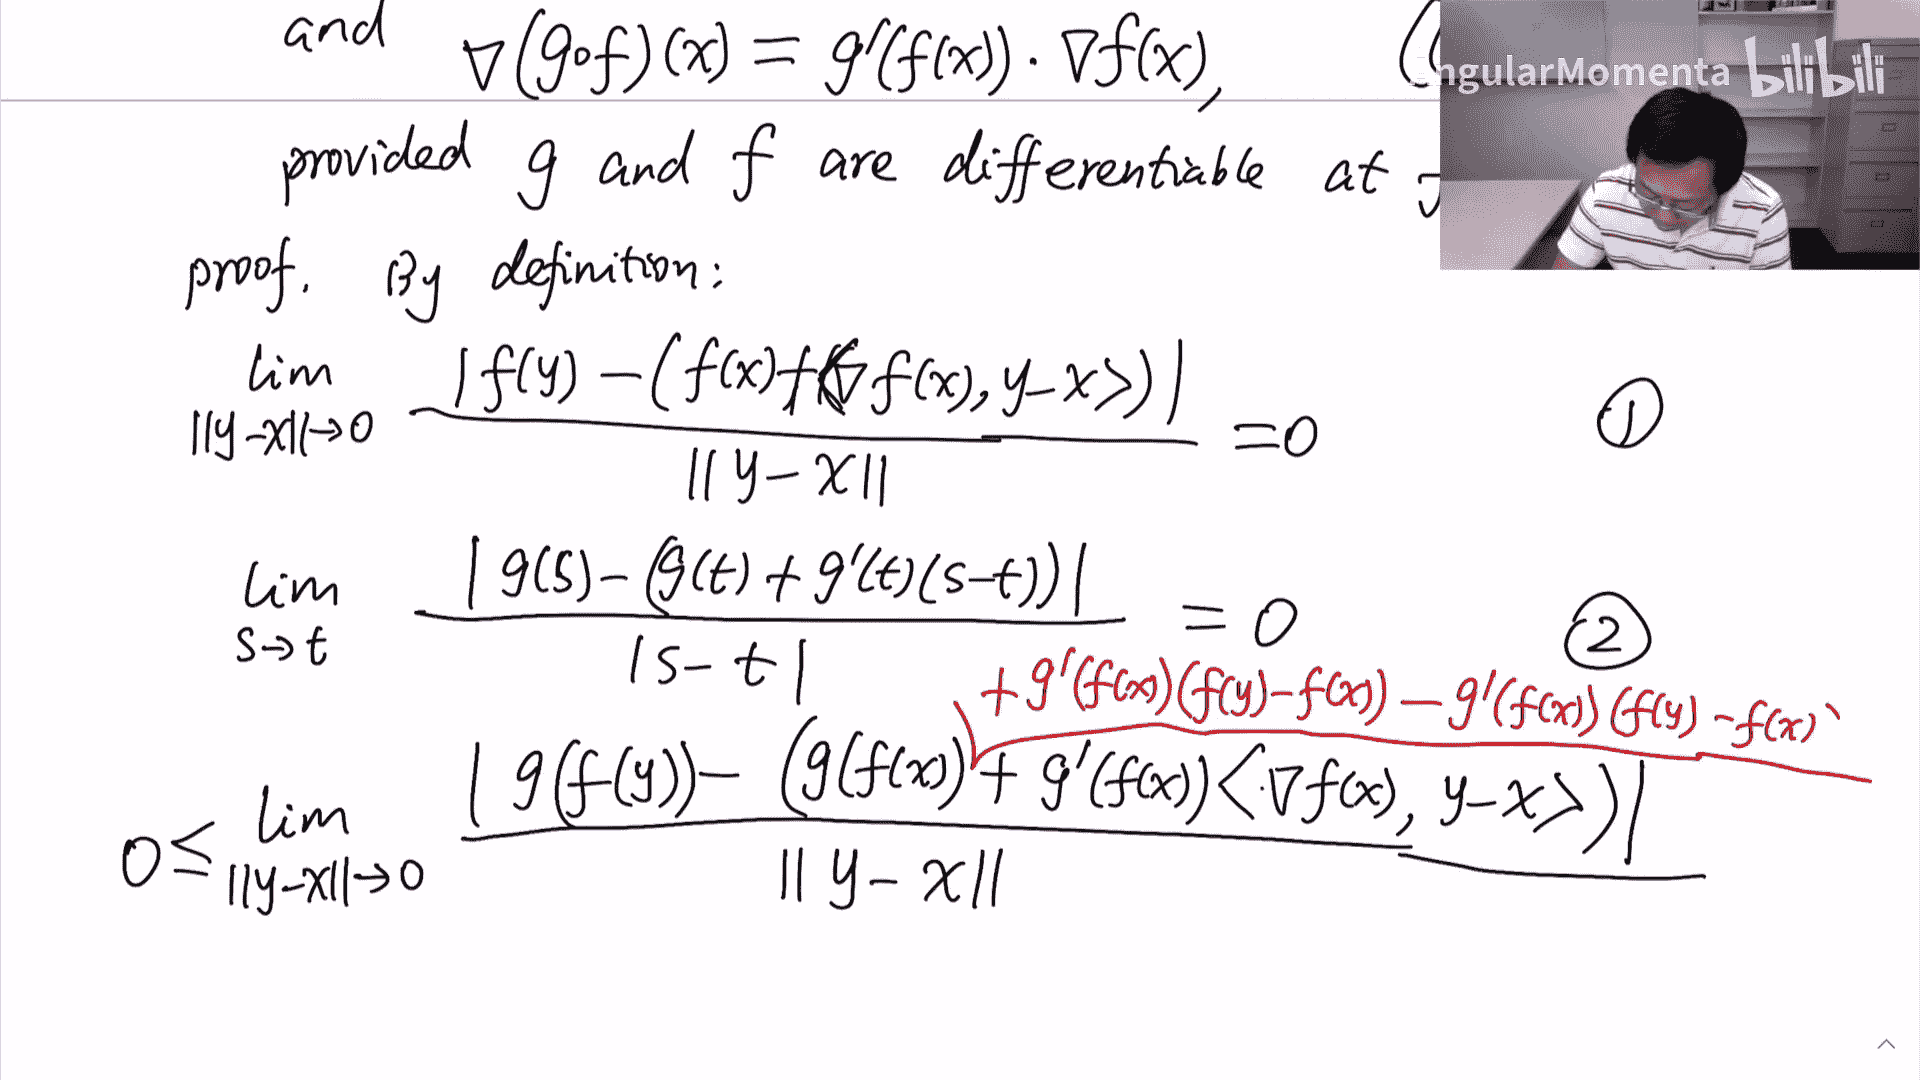 and ∇(g∘f)(x) = g'(f(x)) · ∇f(x), (
ngularMomenta bilibili
provided g and f are differentiable at
proof. By definition:
lim ||y-x||→0 |f(y) - (f(x)+<∇f(x), y-x>)| / ||y-x|| = 0 ①
lim s→t |g(s) - (g(t) + g'(t)(s-t))| / |s-t| = 0 ②
+ g'(f(x))(f(y)-f(x)) - g'(f(x))(f(y)-f(x))
0 ≤ lim ||y-x||→0 |g(f(y)) - (g(f(x)) + g'(f(x))<∇f(x), y-x>)| / ||y-x||